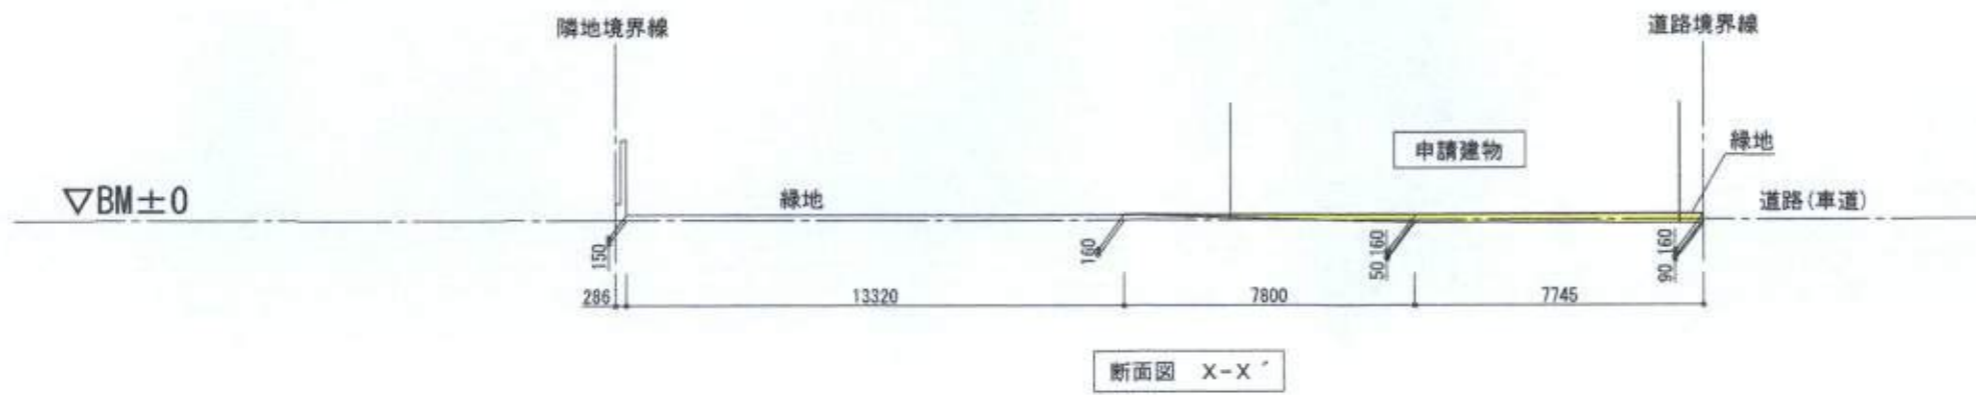 隣地境界線
道路境界線
申請建物
緑地
▽BM±0
緑地
道路(車道)
150
160
50 160
90 160
286
13320
7800
7745
断面図 X-X´